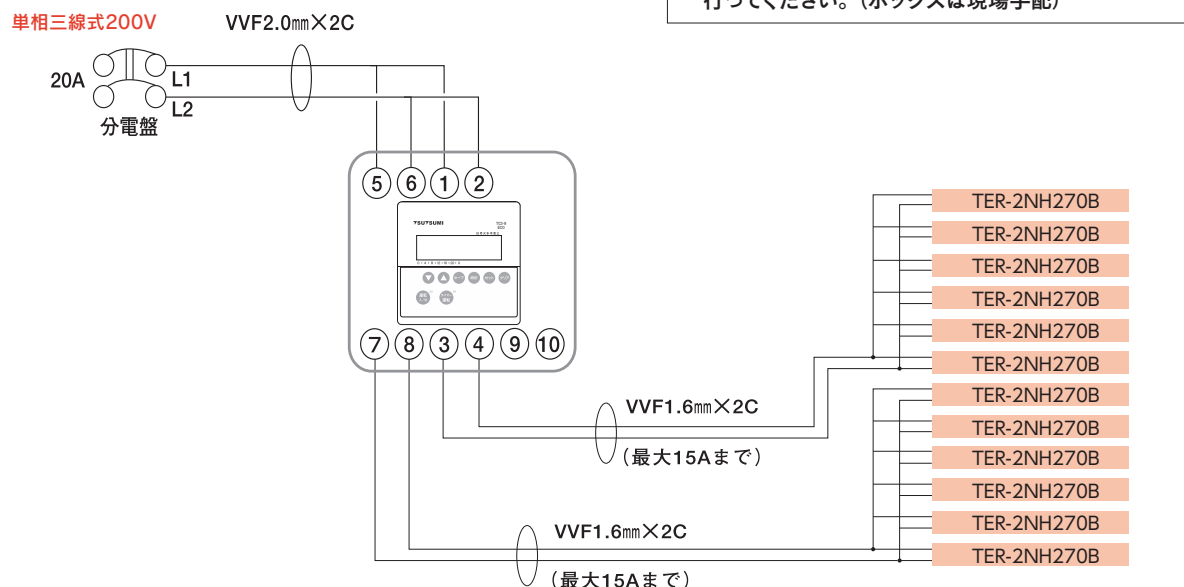 行ってください。（ボックスは現場手配）
単相三線式200V
VVF2.0mm×2C
20A
L1
L2
分電盤
5 6 1 2
TSUTSUMI
7 8 3 4 9 10
VVF1.6mm×2C
（最大15Aまで）
VVF1.6mm×2C
（最大15Aまで）
TER-2NH270B
TER-2NH270B
TER-2NH270B
TER-2NH270B
TER-2NH270B
TER-2NH270B
TER-2NH270B
TER-2NH270B
TER-2NH270B
TER-2NH270B
TER-2NH270B
TER-2NH270B